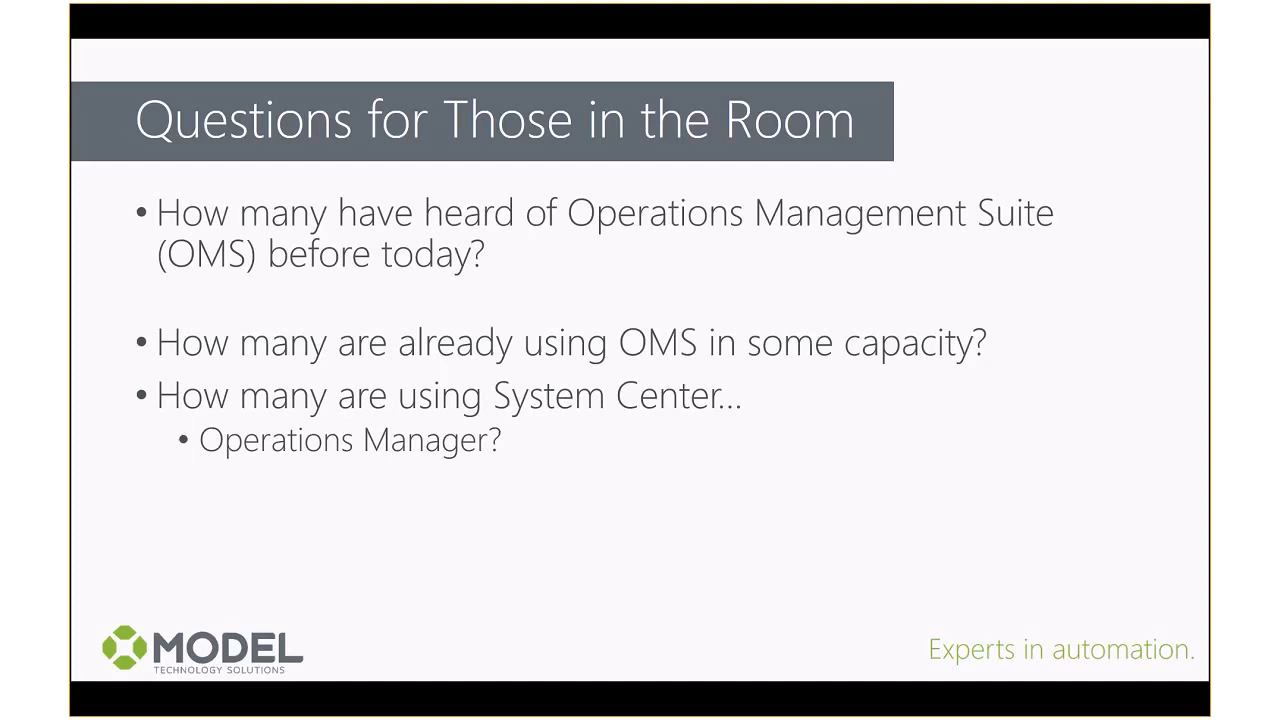 Questions for Those in the Room
• How many have heard of Operations Management Suite
(OMS) before today?
• How many are already using OMS in some capacity?
• How many are using System Center...
• Operations Manager?
MODEL
TECHNOLOGY SOLUTIONS
Experts in automation.